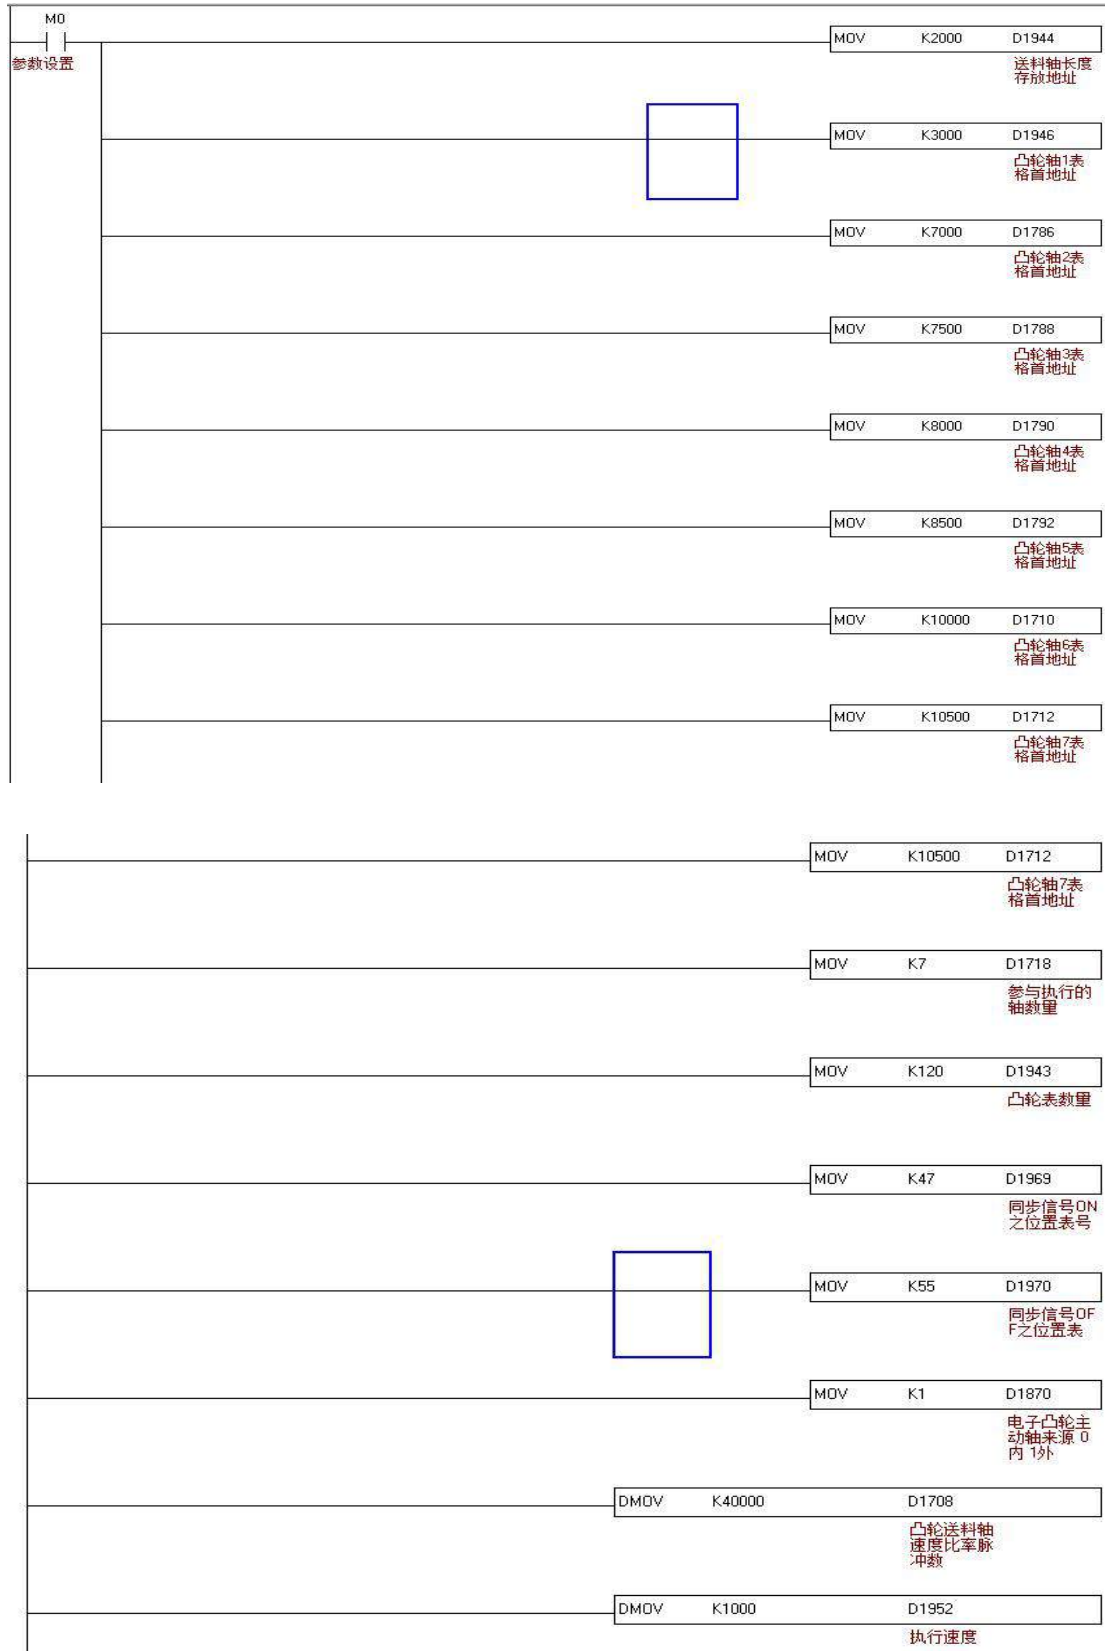 M0
参数设置
MOV K2000 D1944
送料轴长度
存放地址
MOV K3000 D1946
凸轮轴1表
格首地址
MOV K7000 D1786
凸轮轴2表
格首地址
MOV K7500 D1788
凸轮轴3表
格首地址
MOV K8000 D1790
凸轮轴4表
格首地址
MOV K8500 D1792
凸轮轴5表
格首地址
MOV K10000 D1710
凸轮轴6表
格首地址
MOV K10500 D1712
凸轮轴7表
格首地址
MOV K10500 D1712
凸轮轴7表
格首地址
MOV K7 D1718
参与执行的
轴数量
MOV K120 D1943
凸轮表数量
MOV K47 D1969
同步信号ON
之位置表号
MOV K55 D1970
同步信号OF
F之位置表
MOV K1 D1870
电子凸轮主
动轴来源 0
内 1外
DMOV K40000 D1708
凸轮送料轴
速度比率脉
冲数
DMOV K1000 D1952
执行速度